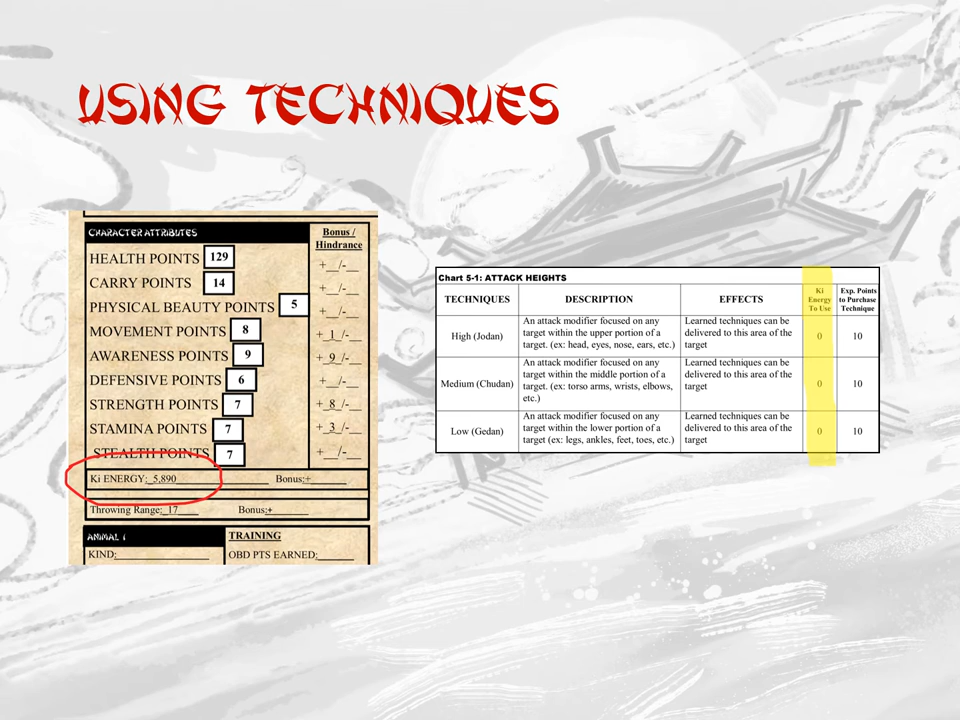 USING TECHNIQUES
CHARACTER ATTRIBUTES
Bonus /
Hindrance
HEALTH POINTS 129 +__/-__
CARRY POINTS 14 +__/-__
PHYSICAL BEAUTY POINTS 5 +__/-__
MOVEMENT POINTS 8 +_1_/-__
AWARENESS POINTS 9 +_9_/-__
DEFENSIVE POINTS 6 +__/-__
STRENGTH POINTS 7 +_8_/-__
STAMINA POINTS 7 +_3_/-__
STEALTH POINTS 7 +__/-__
Ki ENERGY:_5,890____ Bonus:+______
Throwing Range:_17____ Bonus:+______
ANIMAL 1
TRAINING
KIND:________ OBD PTS EARNED:______
Chart 5-1: ATTACK HEIGHTS
TECHNIQUES DESCRIPTION EFFECTS
Ki
Energy
To Use
Exp. Points
to Purchase
Technique
High (Jodan)
An attack modifier focused on any
target within the upper portion of a
target. (ex: head, eyes, nose, ears, etc.)
Learned techniques can be
delivered to this area of the
target
0 10
Medium (Chudan)
An attack modifier focused on any
target within the middle portion of a
target. (ex: torso arms, wrists, elbows,
etc.)
Learned techniques can be
delivered to this area of the
target
0 10
Low (Gedan)
An attack modifier focused on any
target within the lower portion of a
target (ex: legs, ankles, feet, toes, etc.)
Learned techniques can be
delivered to this area of the
target
0 10